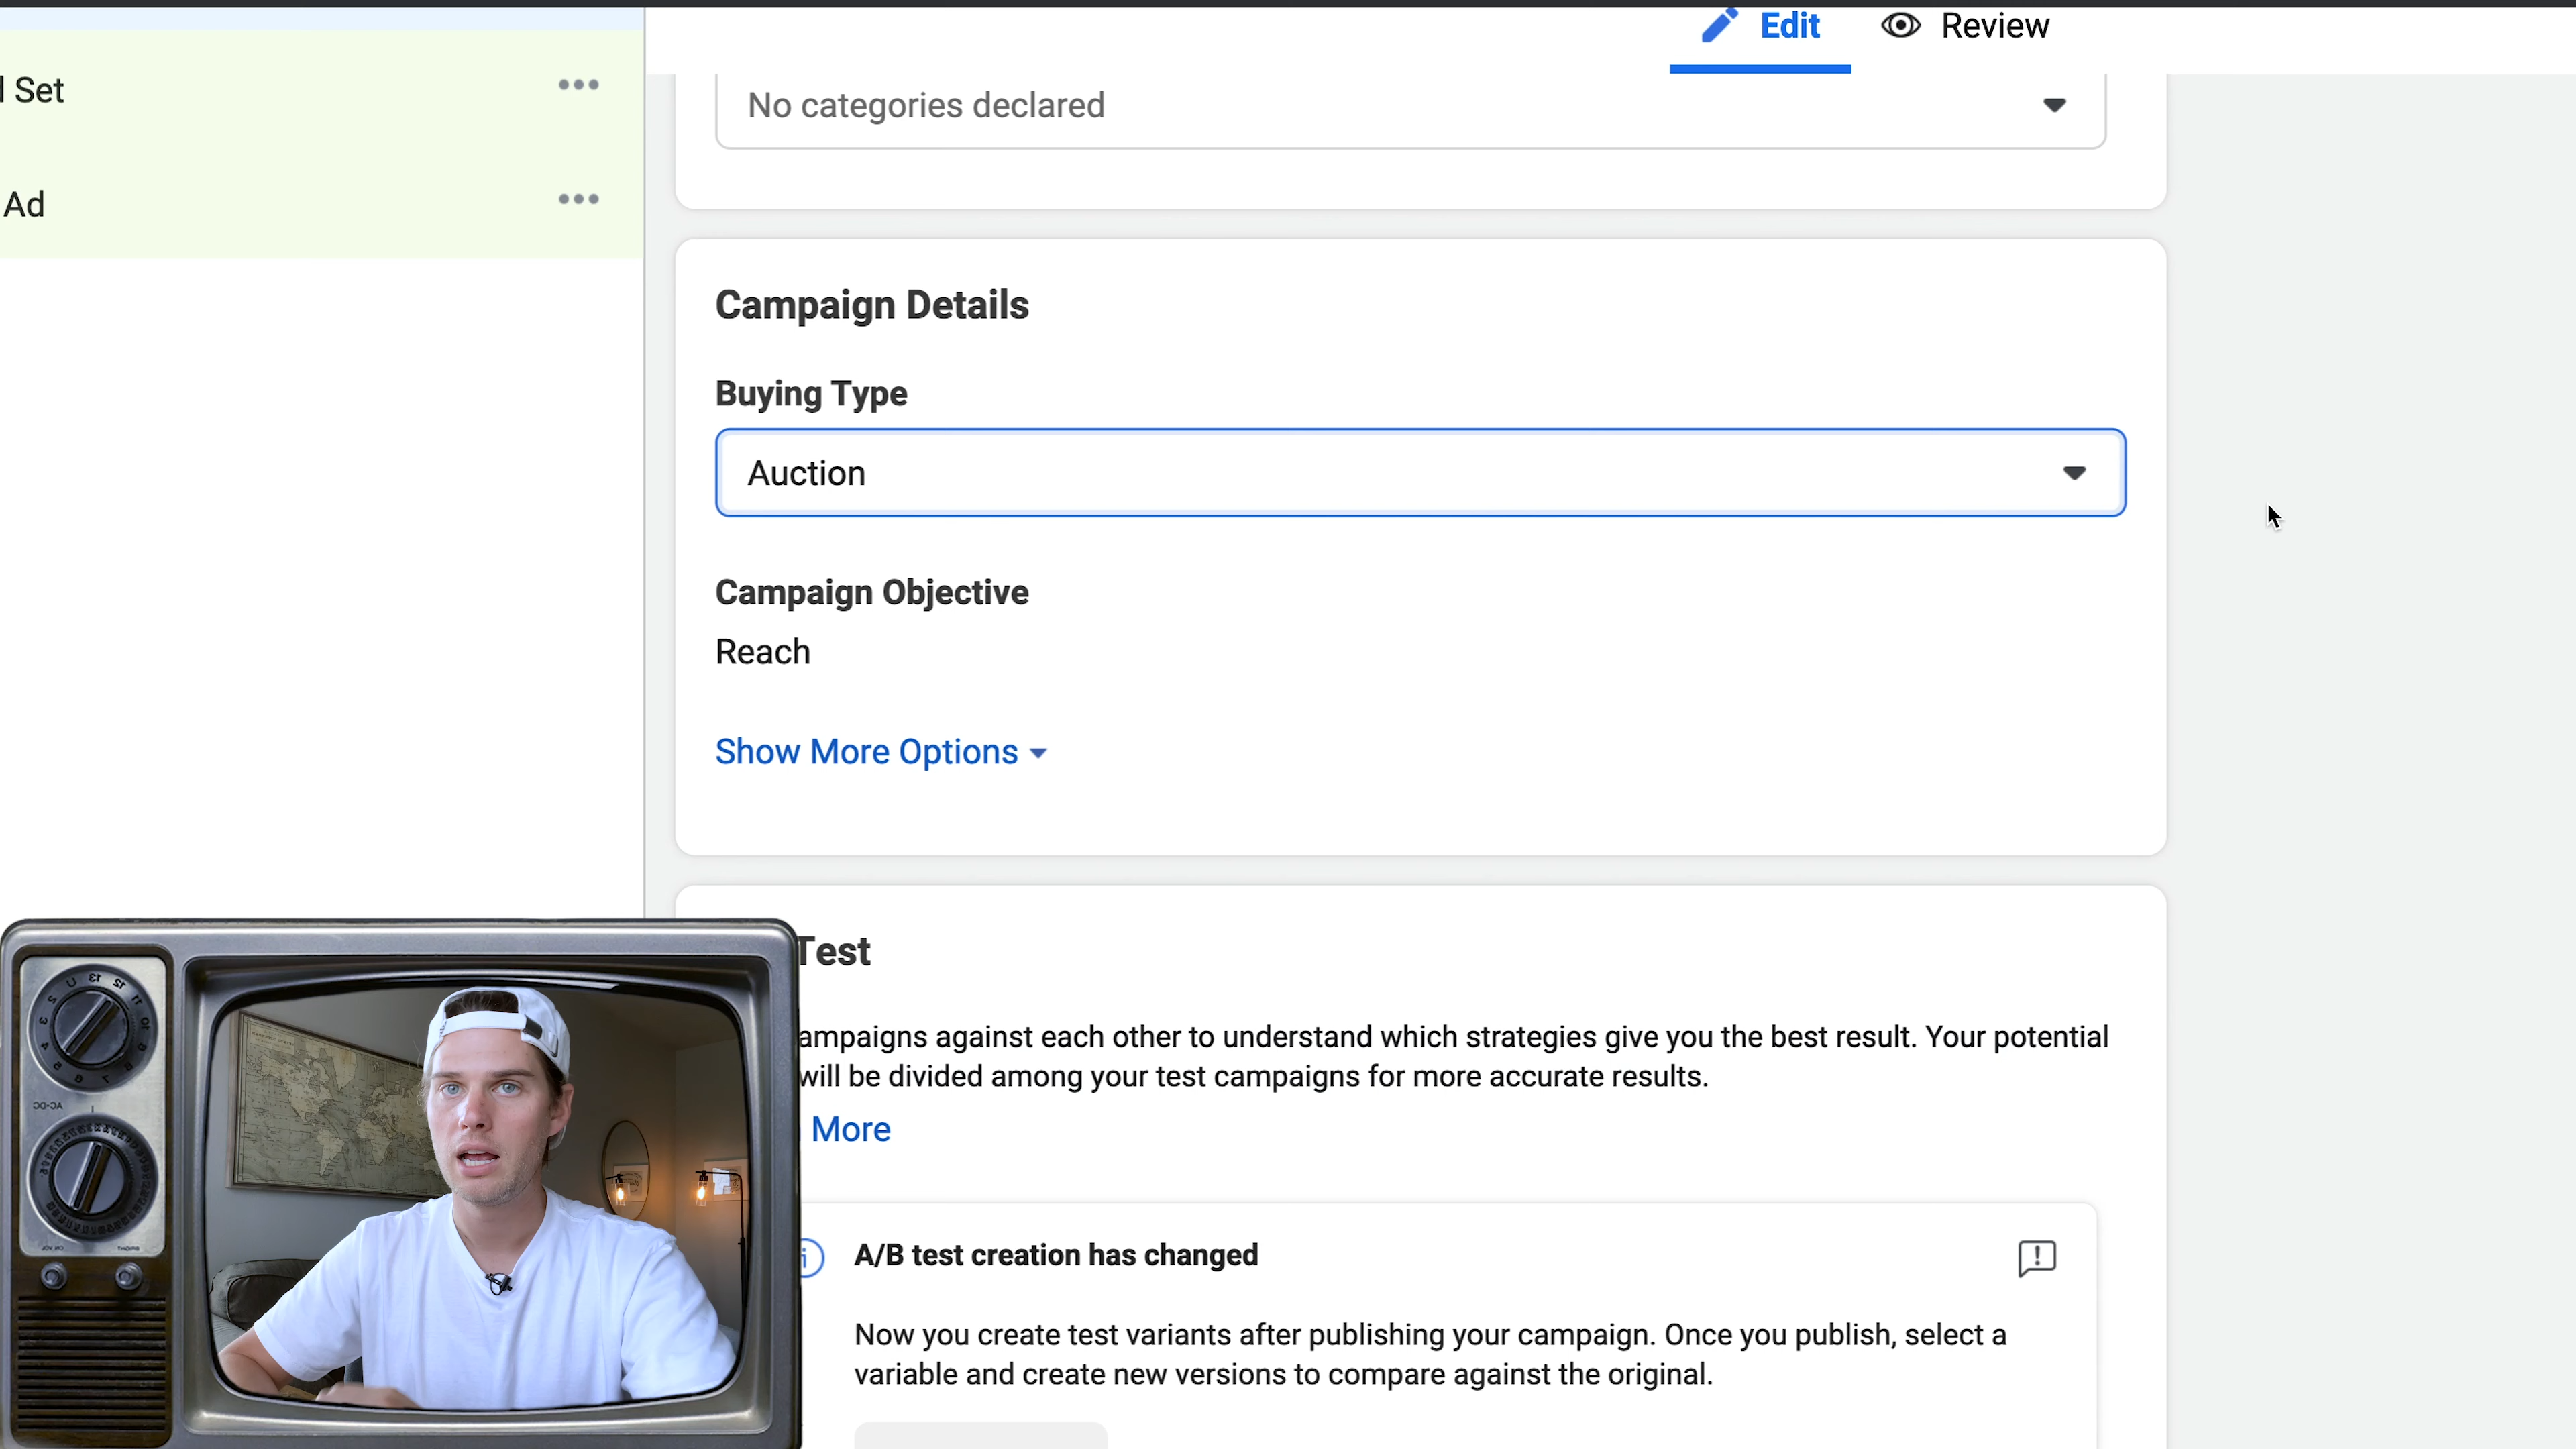 Edit
Review
Set
No categories declared
Ad
Campaign Details
Buying Type
Auction
Campaign Objective
Reach
Show More Options
Test
ampaigns against each other to understand which strategies give you the best result. Your potential
will be divided among your test campaigns for more accurate results.
More
A/B test creation has changed
Now you create test variants after publishing your campaign. Once you publish, select a
variable and create new versions to compare against the original.